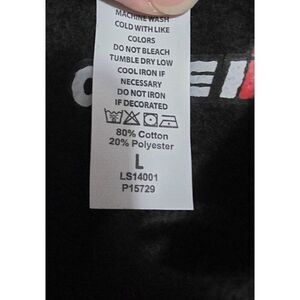 MACHINE WASH
COLD WITH LIKE
COLORS
DO NOT BLEACH
TUMBLE DRY LOW
COOL IRON IF
NECESSARY
DO NOT IRON
IF DECORATED
80% Cotton
20% Polyester
L
LS14001
P15729